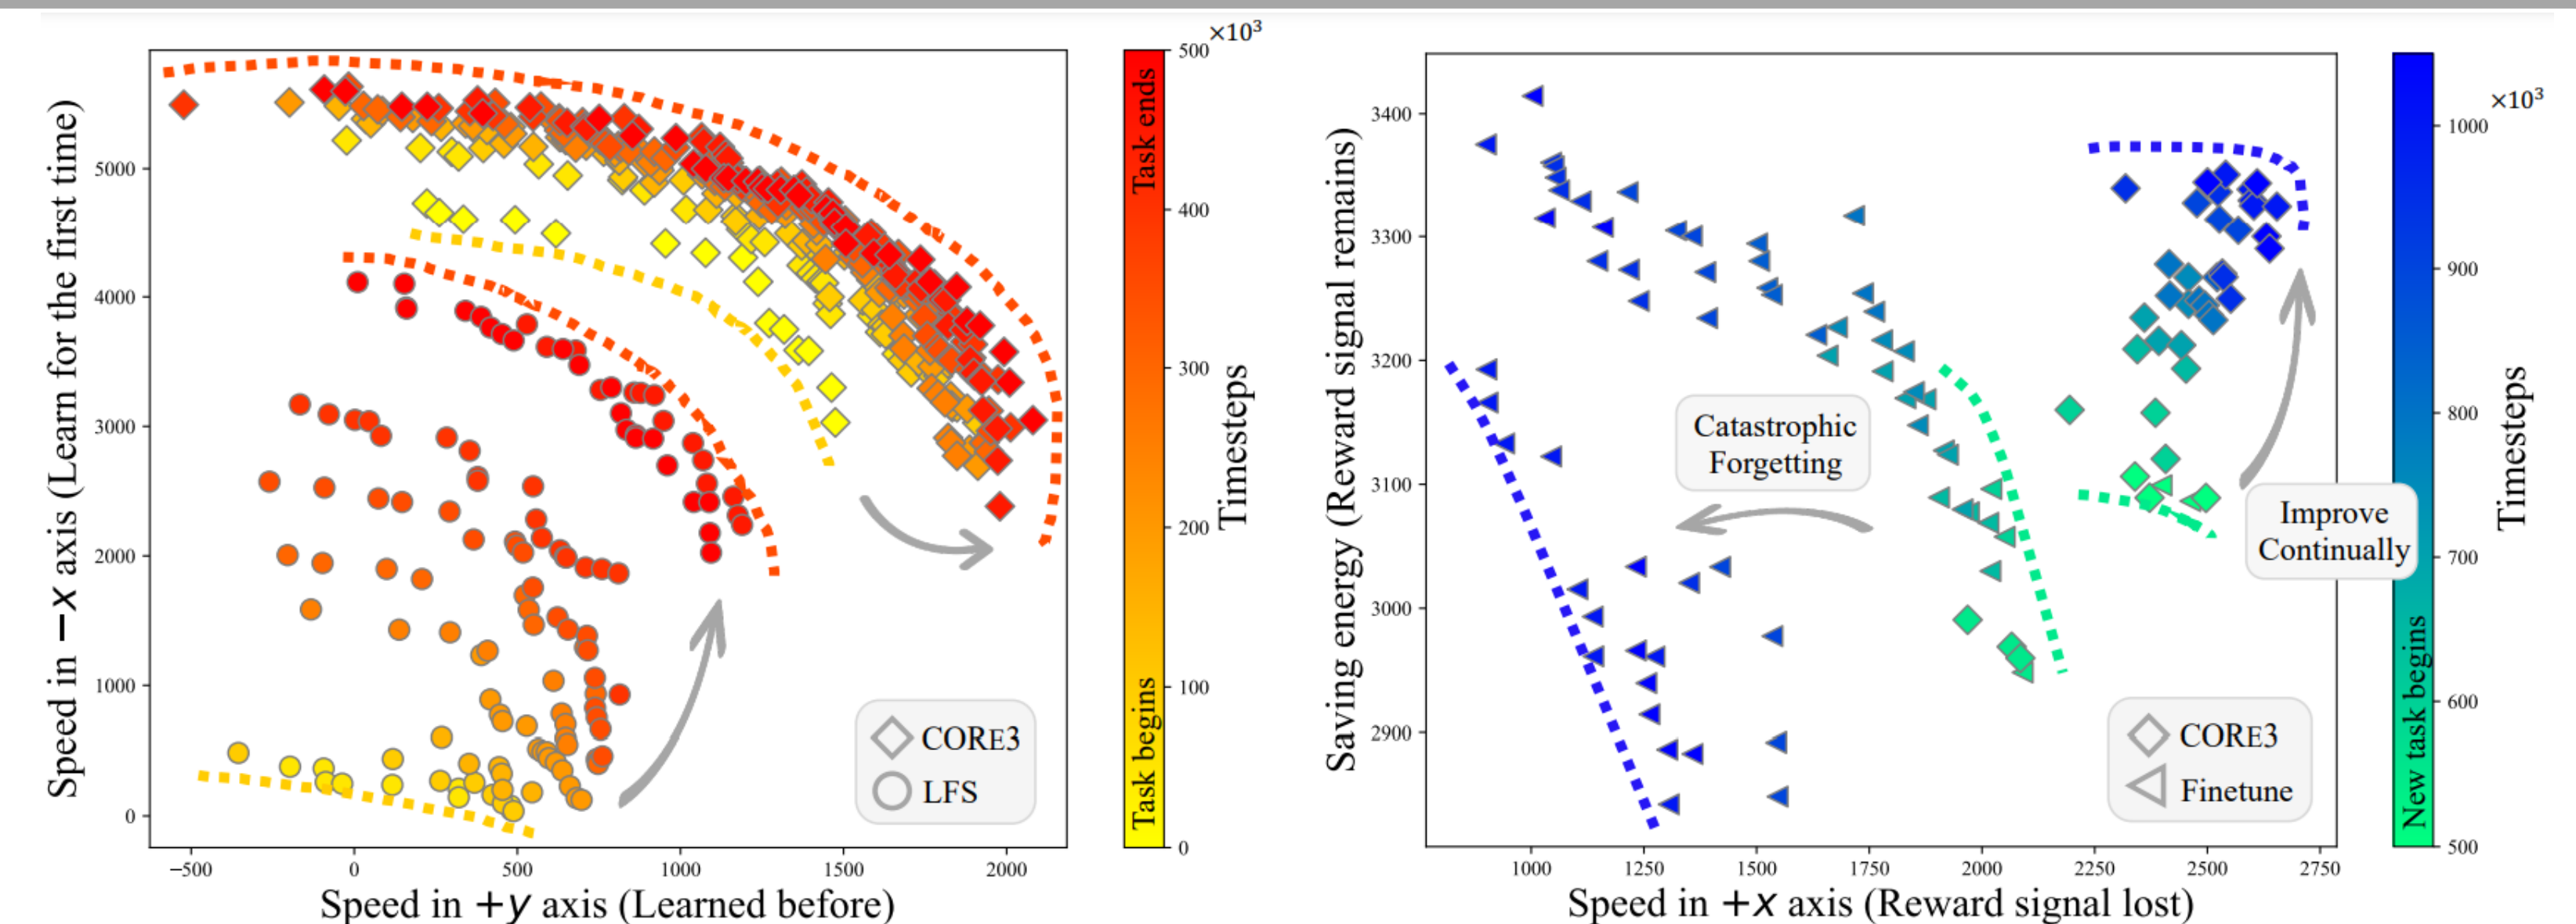 ×10³
500
400
300
200
100
0
Task ends
Task begins
Timesteps
Speed in −x axis (Learn for the first time)
5000
4000
3000
2000
1000
0
−500
0
500
1000
1500
2000
Speed in +y axis (Learned before)
CORE3
LFS
Saving energy (Reward signal remains)
3400
3300
3200
3100
3000
2900
1000
1250
1500
1750
2000
2250
2500
2750
Speed in +x axis (Reward signal lost)
Catastrophic
Forgetting
Improve
Continually
CORE3
Finetune
×10³
1000
900
800
700
600
500
New task begins
Timesteps